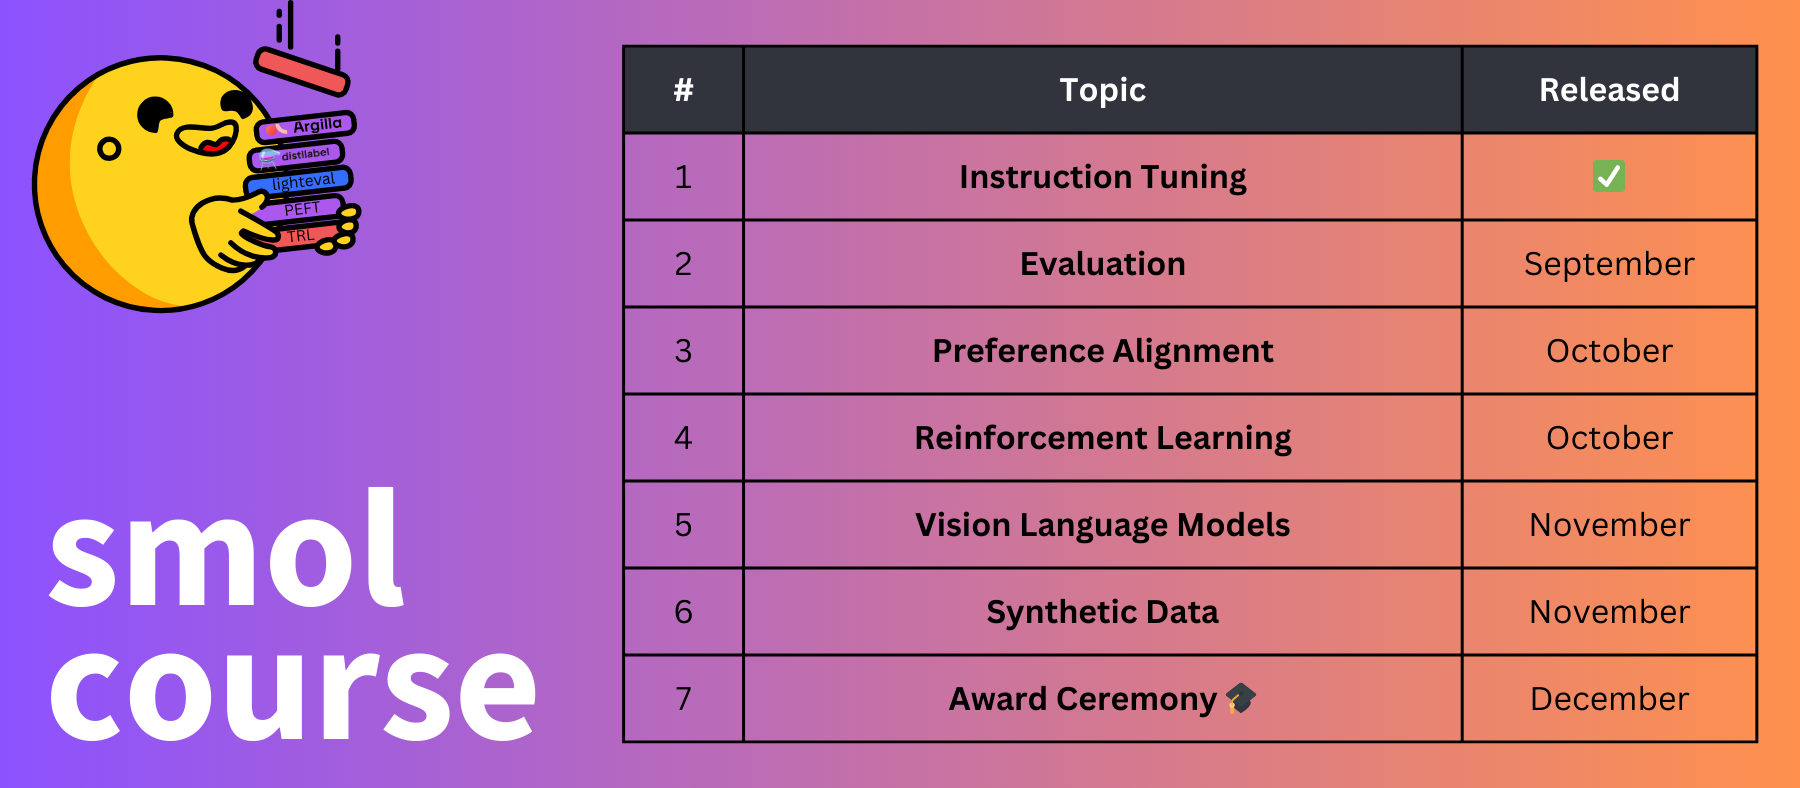 Argilla
distilabel
lighteval
PEFT
TRL
smol
course
# Topic Released
1 Instruction Tuning ✅
2 Evaluation September
3 Preference Alignment October
4 Reinforcement Learning October
5 Vision Language Models November
6 Synthetic Data November
7 Award Ceremony 🎓 December